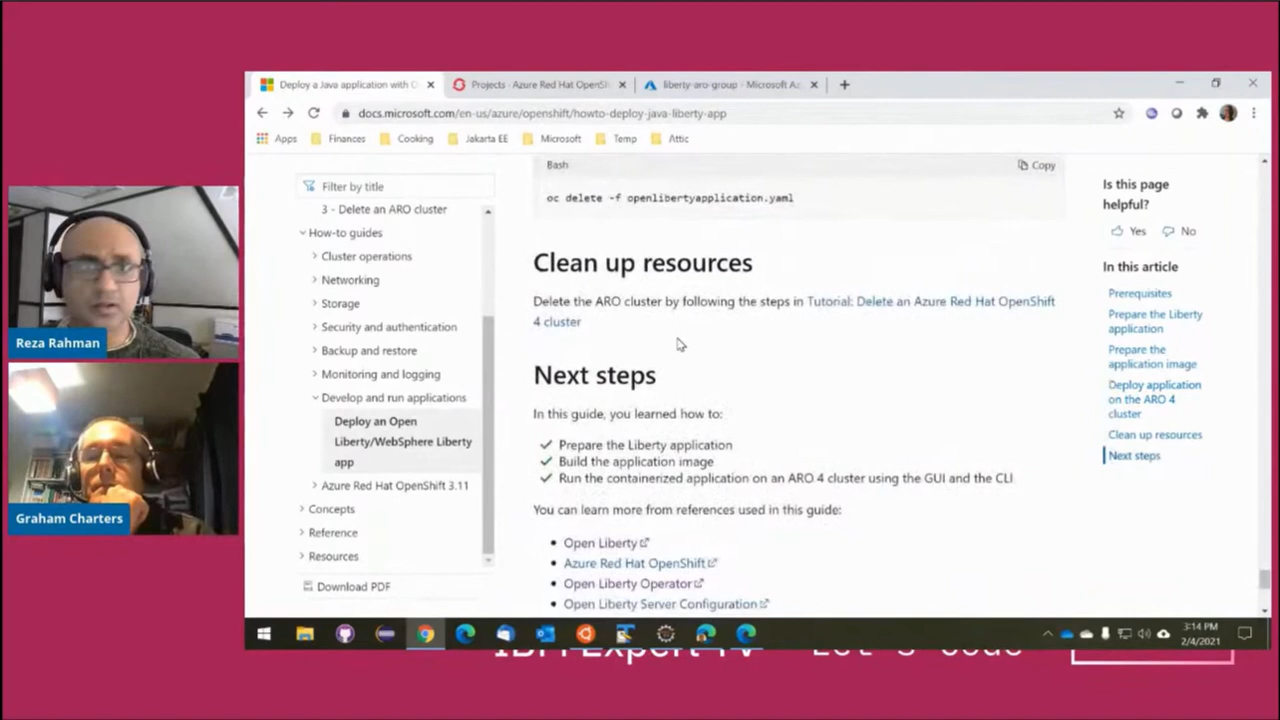 Deploy a Java application with O
Projects - Azure Red Hat OpenShi
liberty-aro-group - Microsoft Az
docs.microsoft.com/en-us/azure/openshift/howto-deploy-java-liberty-app
Apps
Finances
Cooking
Jakarta EE
Microsoft
Temp
Attic
Reza Rahman
Graham Charters
Filter by title
3 - Delete an ARO cluster
How-to guides
Cluster operations
Networking
Storage
Security and authentication
Backup and restore
Monitoring and logging
Develop and run applications
Deploy an Open
Liberty/WebSphere Liberty
app
Azure Red Hat OpenShift 3.11
Concepts
Reference
Resources
Download PDF
Bash
Copy
oc delete -f openlibertyapplication.yaml
Clean up resources
Delete the ARO cluster by following the steps in Tutorial: Delete an Azure Red Hat OpenShift
4 cluster
Next steps
In this guide, you learned how to:
Prepare the Liberty application
Build the application image
Run the containerized application on an ARO 4 cluster using the GUI and the CLI
You can learn more from references used in this guide:
Open Liberty
Azure Red Hat OpenShift
Open Liberty Operator
Open Liberty Server Configuration
Is this page
helpful?
Yes
No
In this article
Prerequisites
Prepare the Liberty
application
Prepare the
application image
Deploy application
on the ARO 4
cluster
Clean up resources
Next steps
3:14 PM
2/4/2021
IBM Expert TV
Let's Code